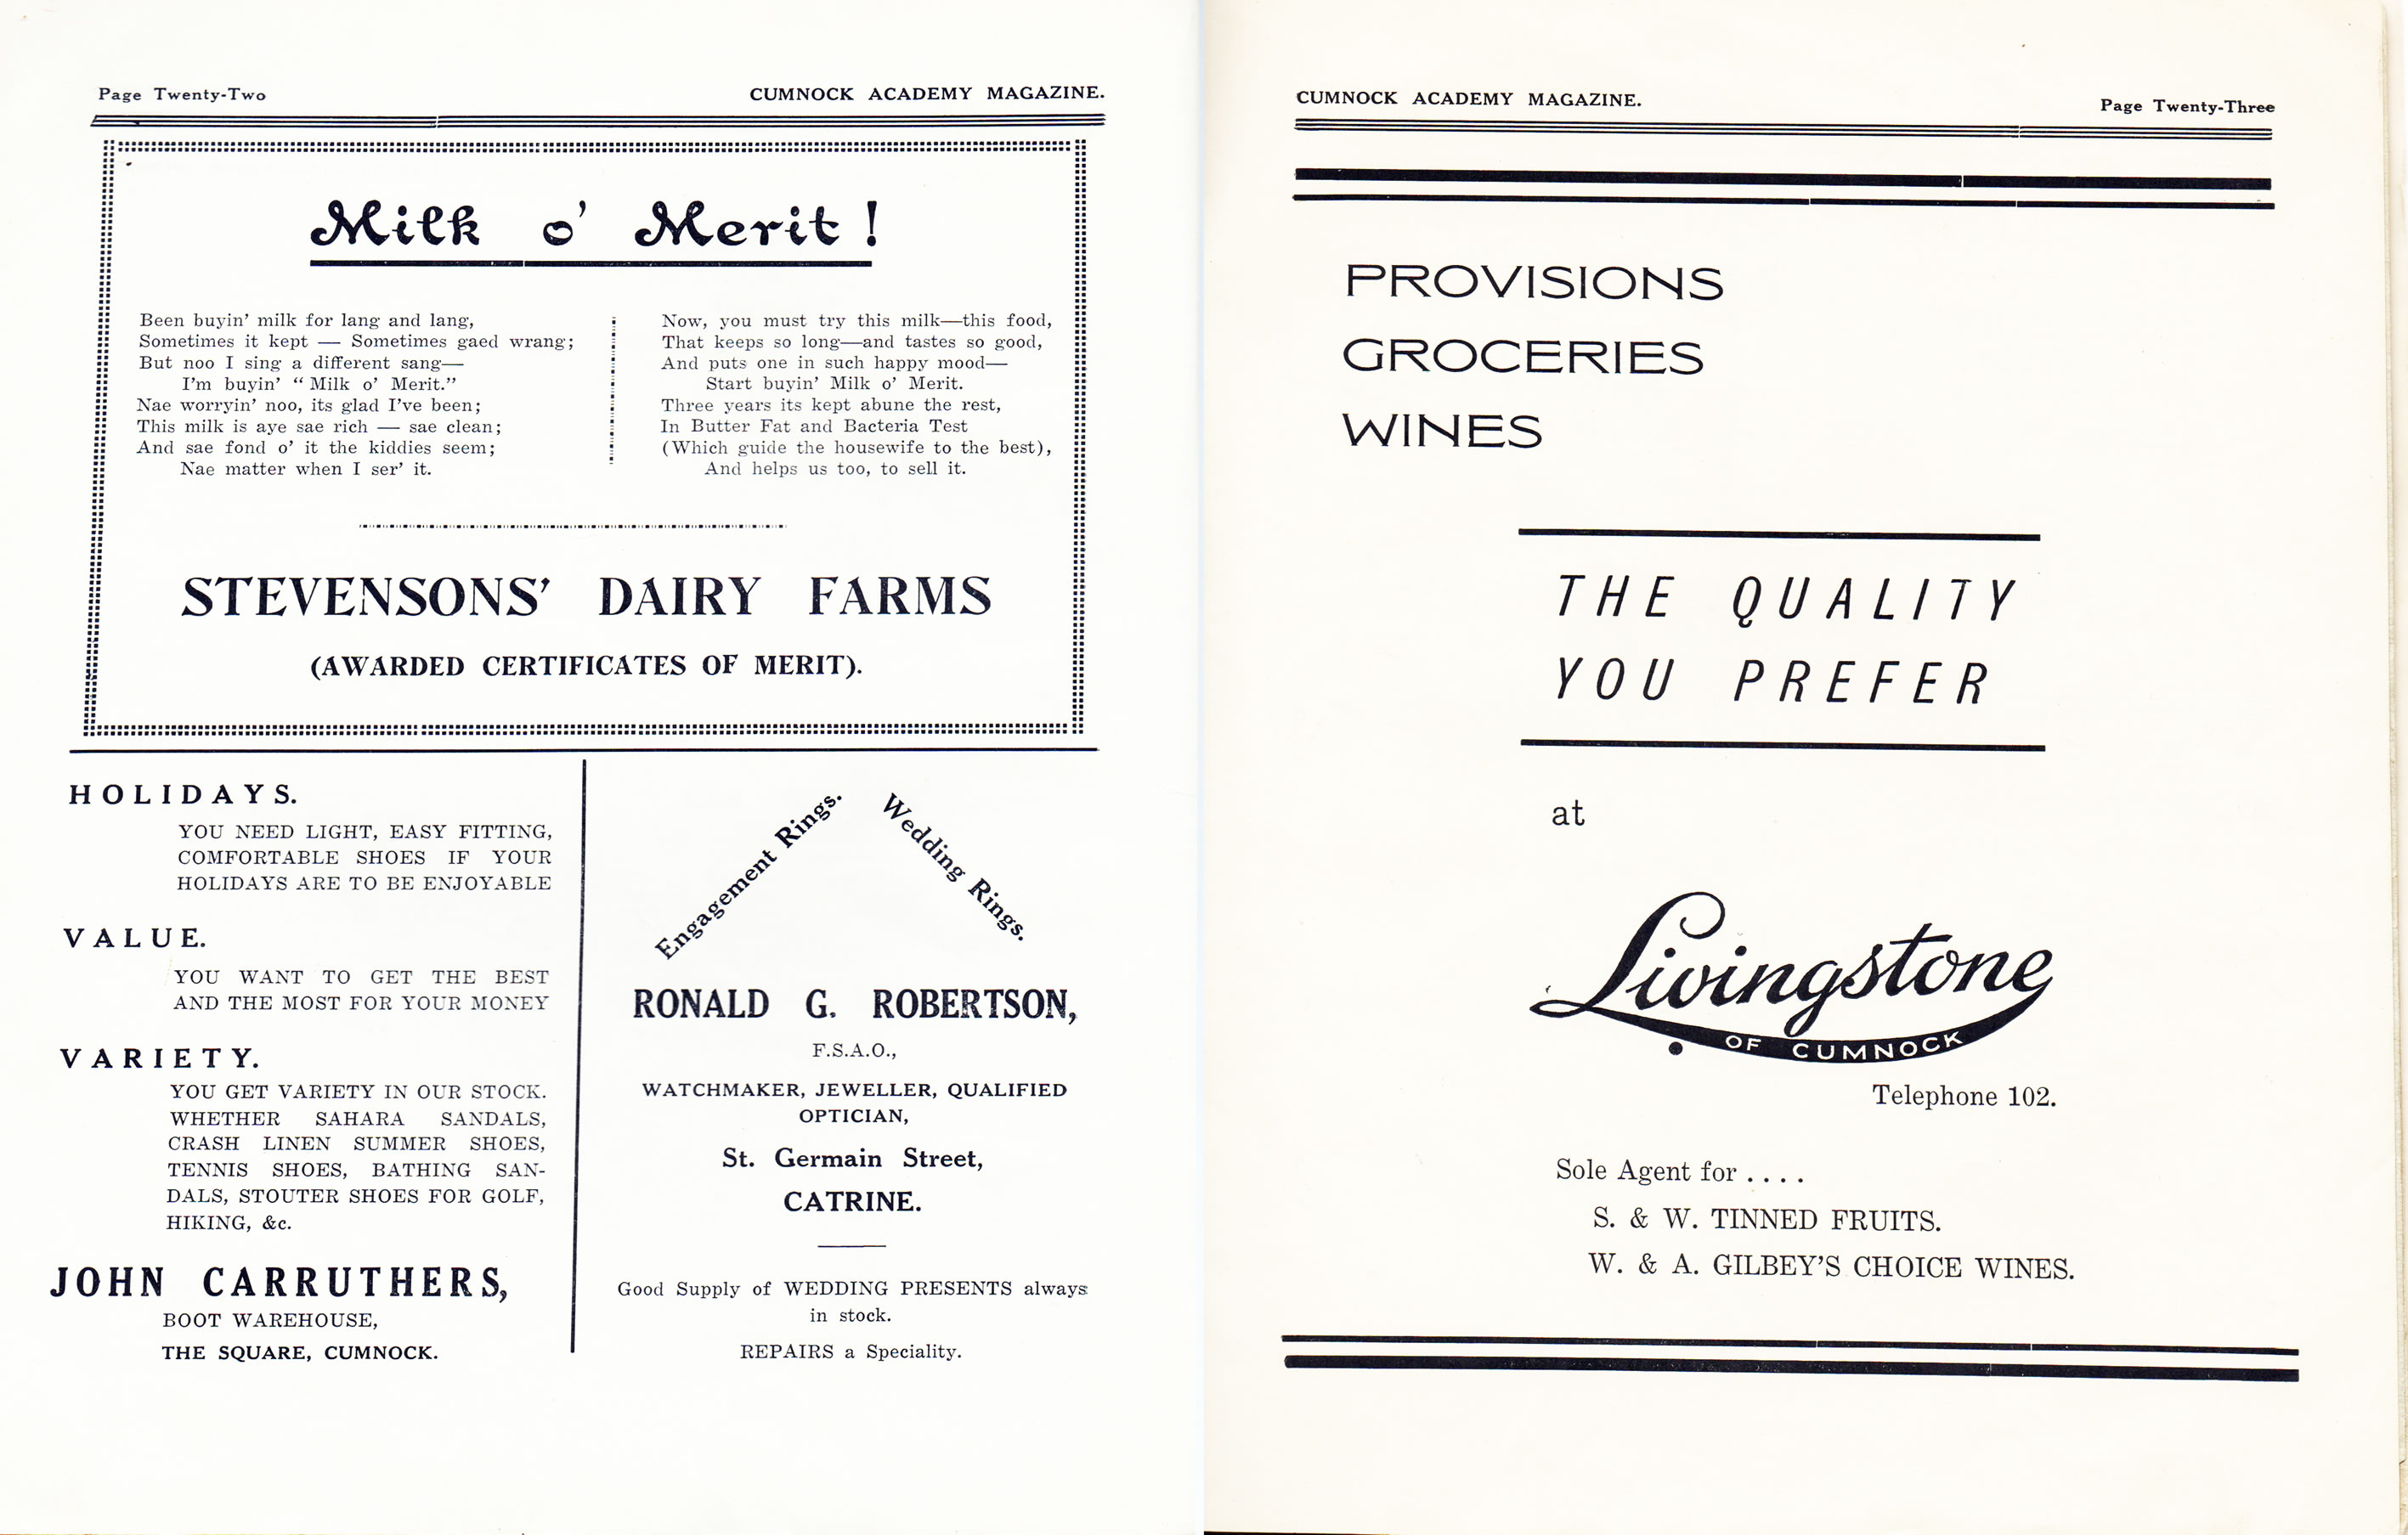 Page Twenty-Two
CUMNOCK ACADEMY MAGAZINE.
Milk o' Merit !
Been buyin' milk for lang and lang,
Sometimes it kept — Sometimes gaed wrang;
But noo I sing a different sang—
I'm buyin' “ Milk o' Merit.”
Nae worryin' noo, its glad I've been;
This milk is aye sae rich — sae clean;
And sae fond o' it the kiddies seem;
Nae matter when I ser' it.
Now, you must try this milk—this food,
That keeps so long—and tastes so good,
And puts one in such happy mood—
Start buyin' Milk o' Merit.
Three years its kept abune the rest,
In Butter Fat and Bacteria Test
(Which guide the housewife to the best),
And helps us too, to sell it.
STEVENSONS' DAIRY FARMS
(AWARDED CERTIFICATES OF MERIT).
HOLIDAYS.
YOU NEED LIGHT, EASY FITTING,
COMFORTABLE SHOES IF YOUR
HOLIDAYS ARE TO BE ENJOYABLE
VALUE.
YOU WANT TO GET THE BEST
AND THE MOST FOR YOUR MONEY
VARIETY.
YOU GET VARIETY IN OUR STOCK.
WHETHER SAHARA SANDALS,
CRASH LINEN SUMMER SHOES,
TENNIS SHOES, BATHING SAN-
DALS, STOUTER SHOES FOR GOLF,
HIKING, &c.
JOHN CARRUTHERS,
BOOT WAREHOUSE,
THE SQUARE, CUMNOCK.
Engagement Rings.
Wedding Rings.
RONALD G. ROBERTSON,
F.S.A.O.,
WATCHMAKER, JEWELLER, QUALIFIED
OPTICIAN,
St. Germain Street,
CATRINE.
Good Supply of WEDDING PRESENTS always
in stock.
REPAIRS a Speciality.
CUMNOCK ACADEMY MAGAZINE.
Page Twenty-Three
PROVISIONS
GROCERIES
WINES
THE QUALITY
YOU PREFER
at
Livingstone
OF CUMNOCK
Telephone 102.
Sole Agent for . . . .
S. & W. TINNED FRUITS.
W. & A. GILBEY'S CHOICE WINES.